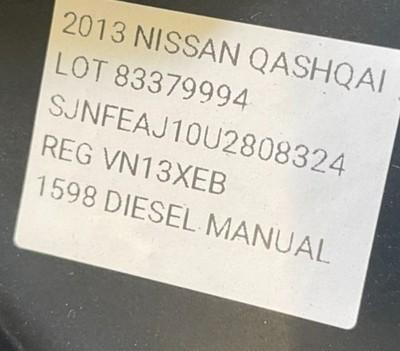 2013 NISSAN QASHQAI
LOT 83379994
SJNFEAJ10U2808324
REG VN13XEB
1598 DIESEL MANUAL